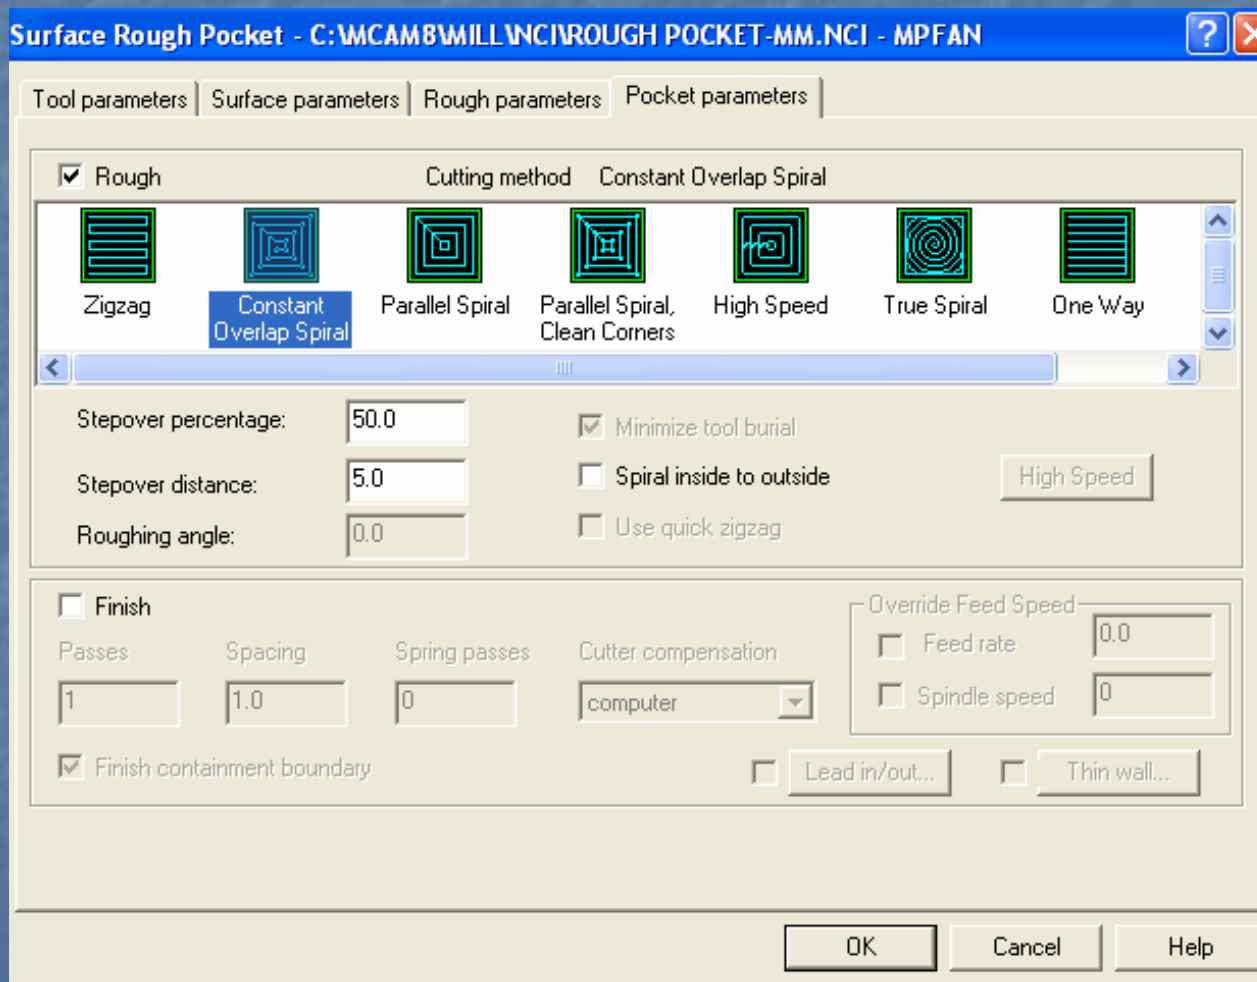 Surface Rough Pocket - C:\MCAM8\MILL\NCI\ROUGH POCKET-MM.NCI - MPFAN
Tool parameters Surface parameters Rough parameters Pocket parameters
Rough Cutting method Constant Overlap Spiral
Zigzag Constant Overlap Spiral Parallel Spiral Parallel Spiral, Clean Corners High Speed True Spiral One Way
Stepover percentage: 50.0 Minimize tool burial
Stepover distance: 5.0 Spiral inside to outside High Speed
Roughing angle: 0.0 Use quick zigzag
Finish Override Feed Speed
Feed rate 0.0
Passes Spacing Spring passes Cutter compensation
1 1.0 0 computer Spindle speed 0
Finish containment boundary Lead in/out... Thin wall...
OK Cancel Help